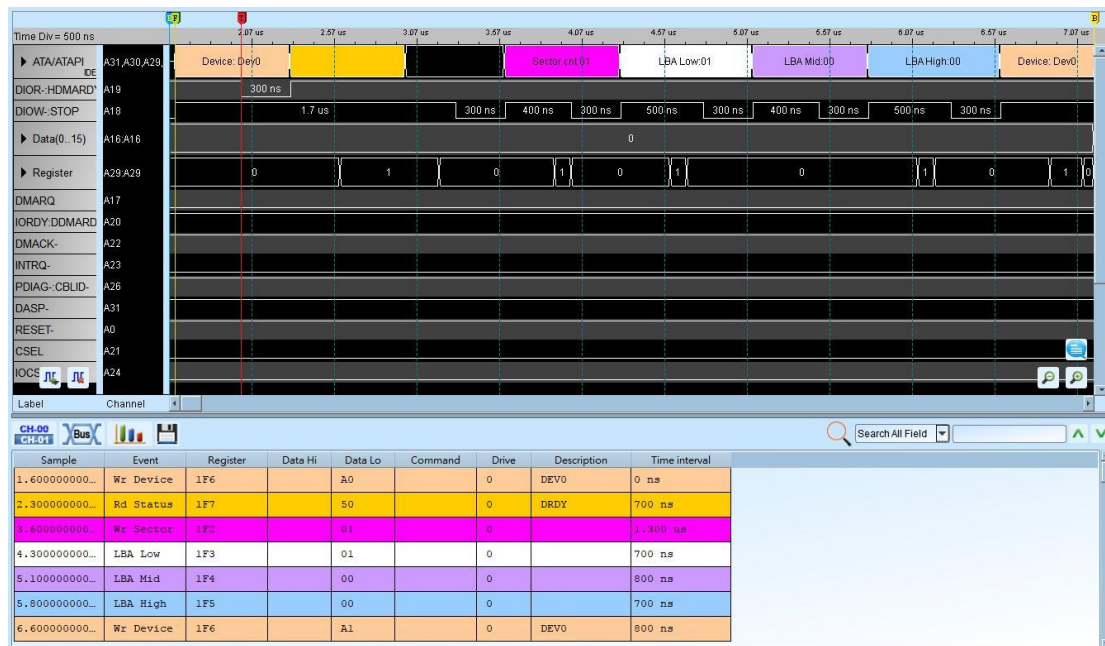 F T B
Time Div = 500 ns 2.07 us 2.57 us 3.07 us 3.57 us 4.07 us 4.57 us 5.07 us 5.57 us 6.07 us 6.57 us 7.07 us
ATA/ATAPI IDE A31,A30,A29, Device: Dev0 Sector cnt:01 LBA Low:01 LBA Mid:00 LBA High:00 Device: Dev0
DIOR-:HDMARDY A19 300 ns
DIOW-:STOP A18 1.7 us 300 ns 400 ns 300 ns 500 ns 300 ns 400 ns 300 ns 500 ns 300 ns
Data(0..15) A16:A16 0
Register A29:A29 0 1 0 1 0 1 0 1 0 1 0
DMARQ A17
IORDY:DDMARD A20
DMACK- A22
INTRQ- A23
PDIAG-:CBLID- A26
DASP- A31
RESET- A0
CSEL A21
IOCS A24
Label Channel
CH-00
CH-01 Bus Search All Field
Sample Event Register Data Hi Data Lo Command Drive Description Time interval
1.600000000... Wr Device 1F6 A0 0 DEV0 0 ns
2.300000000... Rd Status 1F7 50 0 DRDY 700 ns
3.600000000... Wr Sector 1F2 01 0 1.300 us
4.300000000... LBA Low 1F3 01 0 700 ns
5.100000000... LBA Mid 1F4 00 0 800 ns
5.800000000... LBA High 1F5 00 0 700 ns
6.600000000... Wr Device 1F6 A1 0 DEV0 800 ns